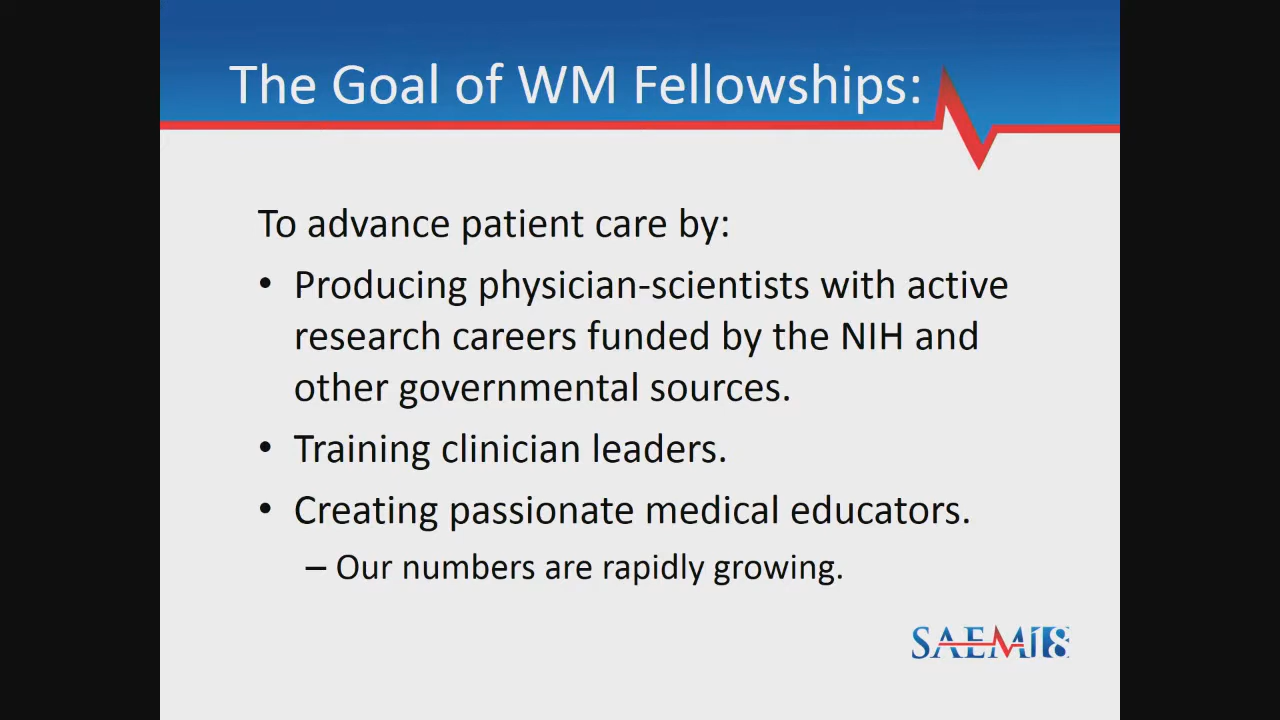 The Goal of WM Fellowships:
To advance patient care by:
• Producing physician-scientists with active
research careers funded by the NIH and
other governmental sources.
• Training clinician leaders.
• Creating passionate medical educators.
– Our numbers are rapidly growing.
SAEM18